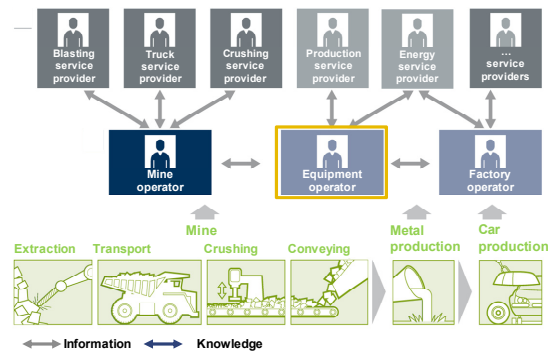 Blasting
service
provider
Truck
service
provider
Crushing
service
provider
Production
service
provider
Energy
service
provider
...
service
providers
Mine
operator
Equipment
operator
Factory
operator
Mine
Metal
production
Car
production
Extraction
Transport
Crushing
Conveying
Information
Knowledge